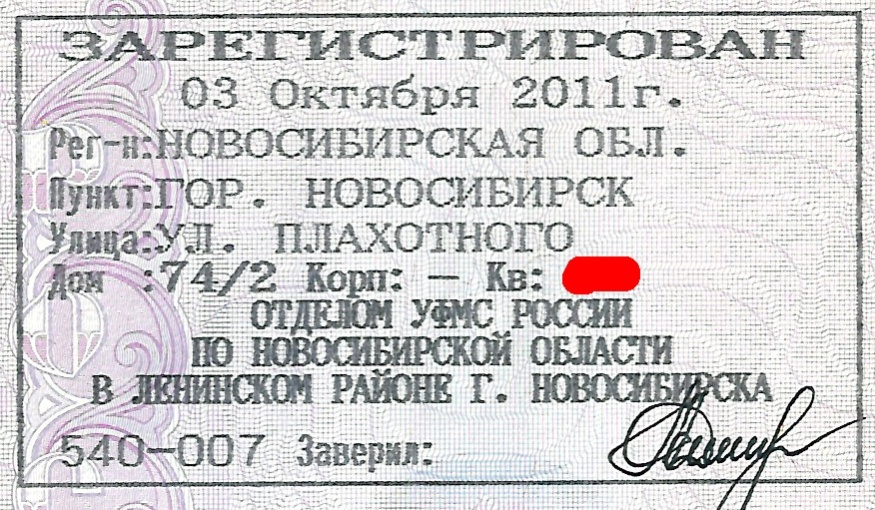 ЗАРЕГИСТРИРОВАН
03 Октября 2011г.
Рег-н:НОВОСИБИРСКАЯ ОБЛ.
Пункт:ГОР. НОВОСИБИРСК
Улица:УЛ. ПЛАХОТНОГО
Дом :74/2 Корп: — Кв:
ОТДЕЛОМ УФМС РОССИИ
ПО НОВОСИБИРСКОЙ ОБЛАСТИ
В ЛЕНИНСКОМ РАЙОНЕ Г. НОВОСИБИРСКА
540-007 Заверил: